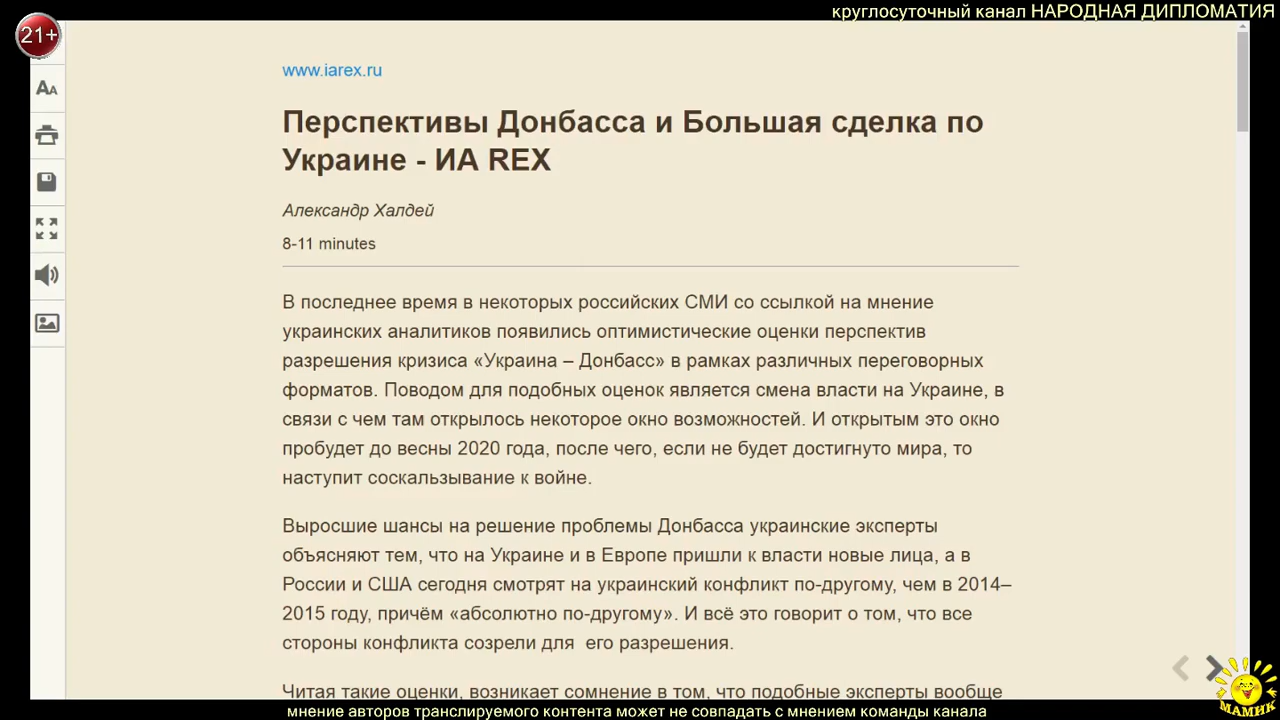 круглосуточный канал НАРОДНАЯ ДИПЛОМАТИЯ
21+
www.iarex.ru
AA
Перспективы Донбасса и Большая сделка по
Украине - ИА REX
Александр Халдей
8-11 minutes
В последнее время в некоторых российских СМИ со ссылкой на мнение
украинских аналитиков появились оптимистические оценки перспектив
разрешения кризиса «Украина – Донбасс» в рамках различных переговорных
форматов. Поводом для подобных оценок является смена власти на Украине, в
связи с чем там открылось некоторое окно возможностей. И открытым это окно
пробудет до весны 2020 года, после чего, если не будет достигнуто мира, то
наступит соскальзывание к войне.
Выросшие шансы на решение проблемы Донбасса украинские эксперты
объясняют тем, что на Украине и в Европе пришли к власти новые лица, а в
России и США сегодня смотрят на украинский конфликт по-другому, чем в 2014–
2015 году, причём «абсолютно по-другому». И всё это говорит о том, что все
стороны конфликта созрели для  его разрешения.
Читая такие оценки, возникает сомнение в том, что подобные эксперты вообще
МАМИК
мнение авторов транслируемого контента может не совпадать с мнением команды канала